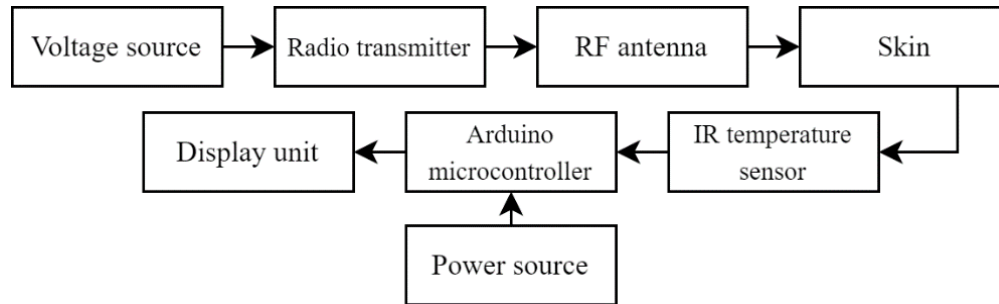 Voltage source
Radio transmitter
RF antenna
Skin
Display unit
Arduino
microcontroller
IR temperature
sensor
Power source